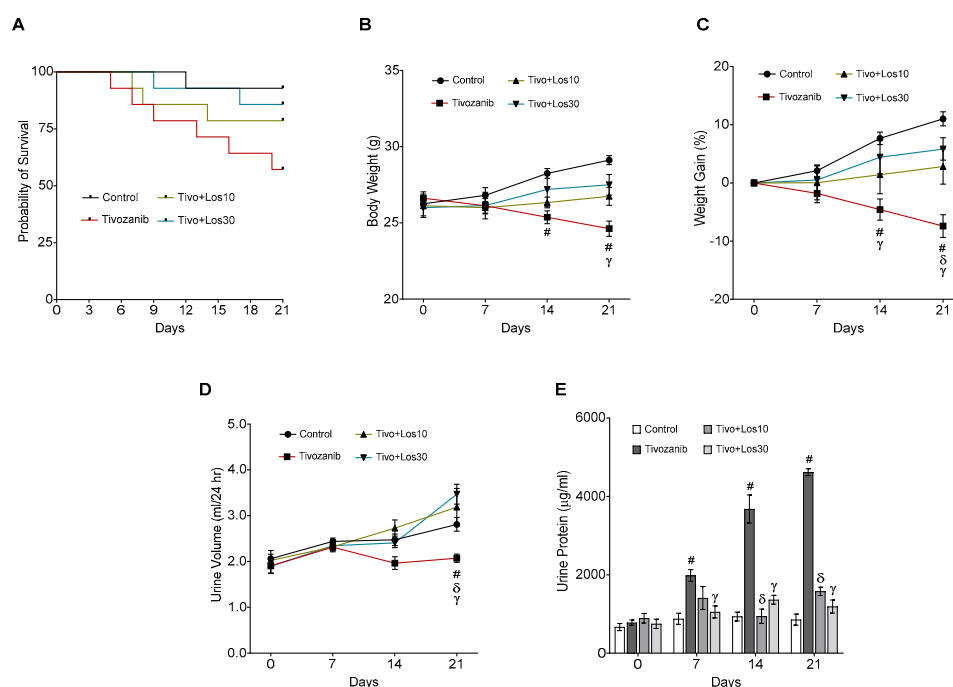 A
Probability of Survival
100
75
50
25
0
Control
Tivo+Los10
Tivozanib
Tivo+Los30
0 3 6 9 12 15 18 21
Days
B
Body Weight (g)
35
30
25
20
Control
Tivo+Los10
Tivozanib
Tivo+Los30
#
#
γ
0 7 14 21
Days
C
Weight Gain (%)
20
10
0
-10
-20
Control
Tivo+Los10
Tivozanib
Tivo+Los30
#
γ
#
δ
γ
0 7 14 21
Days
D
Urine Volume (ml/24 hr)
5.0
4.0
3.0
2.0
1.0
0.0
Control
Tivo+Los10
Tivozanib
Tivo+Los30
#
δ
γ
0 7 14 21
Days
E
Urine Protein (µg/ml)
6000
4000
2000
0
Control
Tivo+Los10
Tivozanib
Tivo+Los30
# γ
# δ γ
# δ γ
0 7 14 21
Days